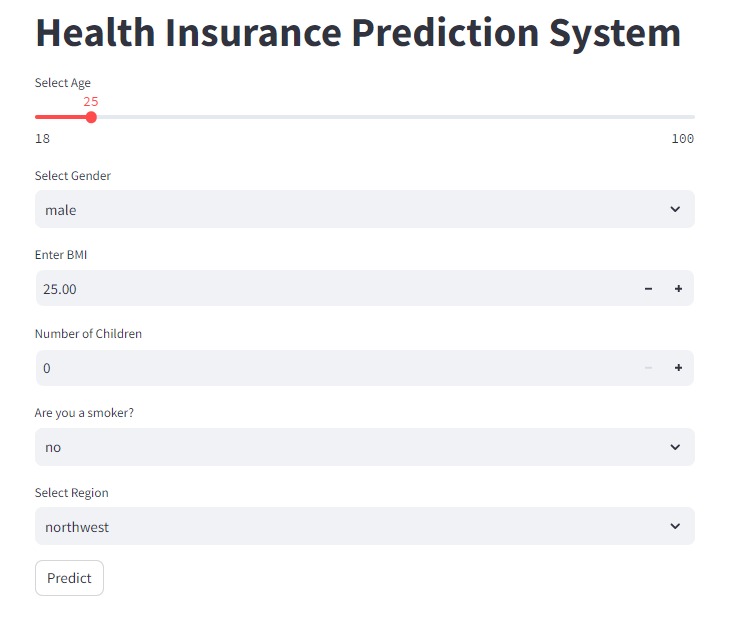 Health Insurance Prediction System
Select Age
25
18 100
Select Gender
male
Enter BMI
25.00
Number of Children
0
Are you a smoker?
no
Select Region
northwest
Predict